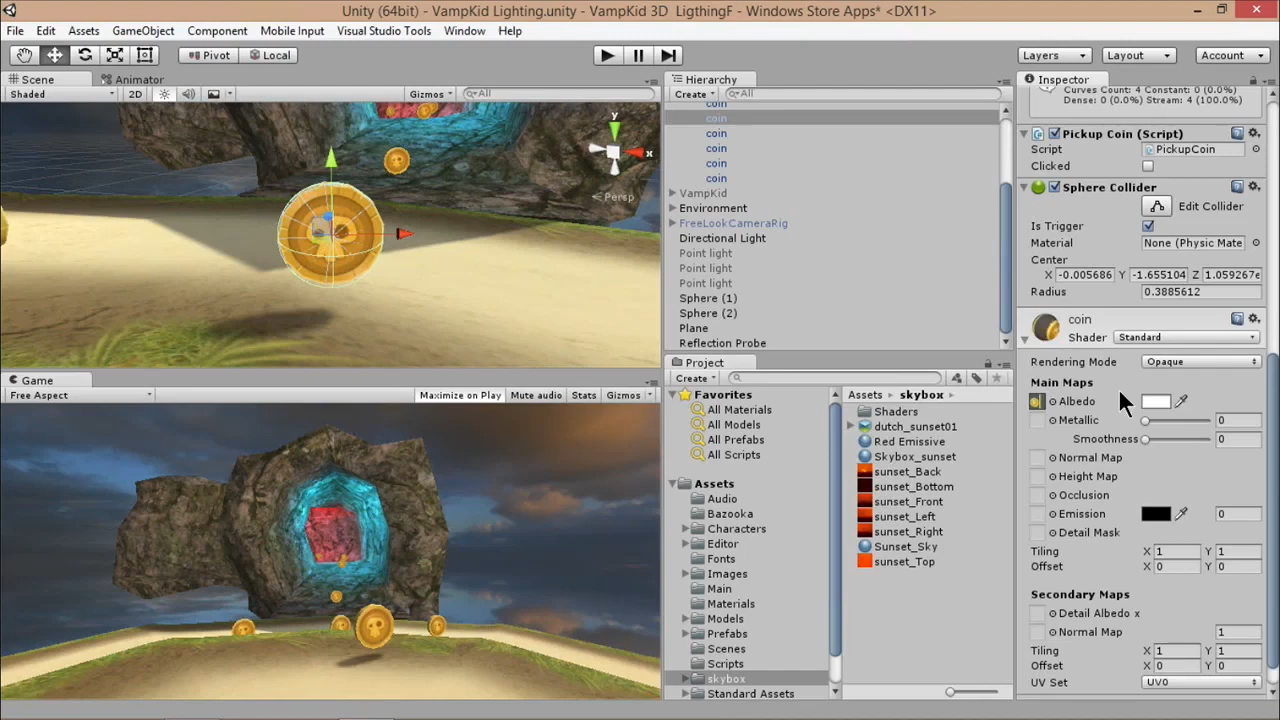 Unity (64bit) - VampKid Lighting.unity - VampKid 3D  LigthingF - Windows Store Apps* <DX11>
File Edit Assets GameObject Component Mobile Input Visual Studio Tools Window Help
Pivot Local Layers Layout Account
Scene Animator
Shaded 2D Gizmos All
y
x
Persp
Game
Free Aspect Maximize on Play Mute audio Stats Gizmos
Hierarchy
Create All
coin
coin
coin
coin
coin
coin
VampKid
Environment
FreeLookCameraRig
Directional Light
Point light
Point light
Point light
Sphere (1)
Sphere (2)
Plane
Reflection Probe
Project
Create
Favorites
All Materials
All Models
All Prefabs
All Scripts
Assets
Audio
Bazooka
Characters
Editor
Fonts
Images
Main
Materials
Models
Prefabs
Scenes
Scripts
skybox
Standard Assets
Assets skybox
Shaders
dutch_sunset01
Red Emissive
Skybox_sunset
sunset_Back
sunset_Bottom
sunset_Front
sunset_Left
sunset_Right
Sunset_Sky
sunset_Top
Inspector
Curves Count: 4 Constant: 0 (0.0%)
Dense: 0 (0.0%) Stream: 4 (100.0%)
Pickup Coin (Script)
Script PickupCoin
Clicked
Sphere Collider
Edit Collider
Is Trigger
Material None (Physic Mate
Center
X -0.005686 Y -1.655104 Z 1.059267e
Radius 0.3885612
coin
Shader Standard
Rendering Mode Opaque
Main Maps
Albedo
Metallic 0
Smoothness 0
Normal Map
Height Map
Occlusion
Emission 0
Detail Mask
Tiling X 1 Y 1
Offset X 0 Y 0
Secondary Maps
Detail Albedo x
Normal Map 1
Tiling X 1 Y 1
Offset X 0 Y 0
UV Set UV0